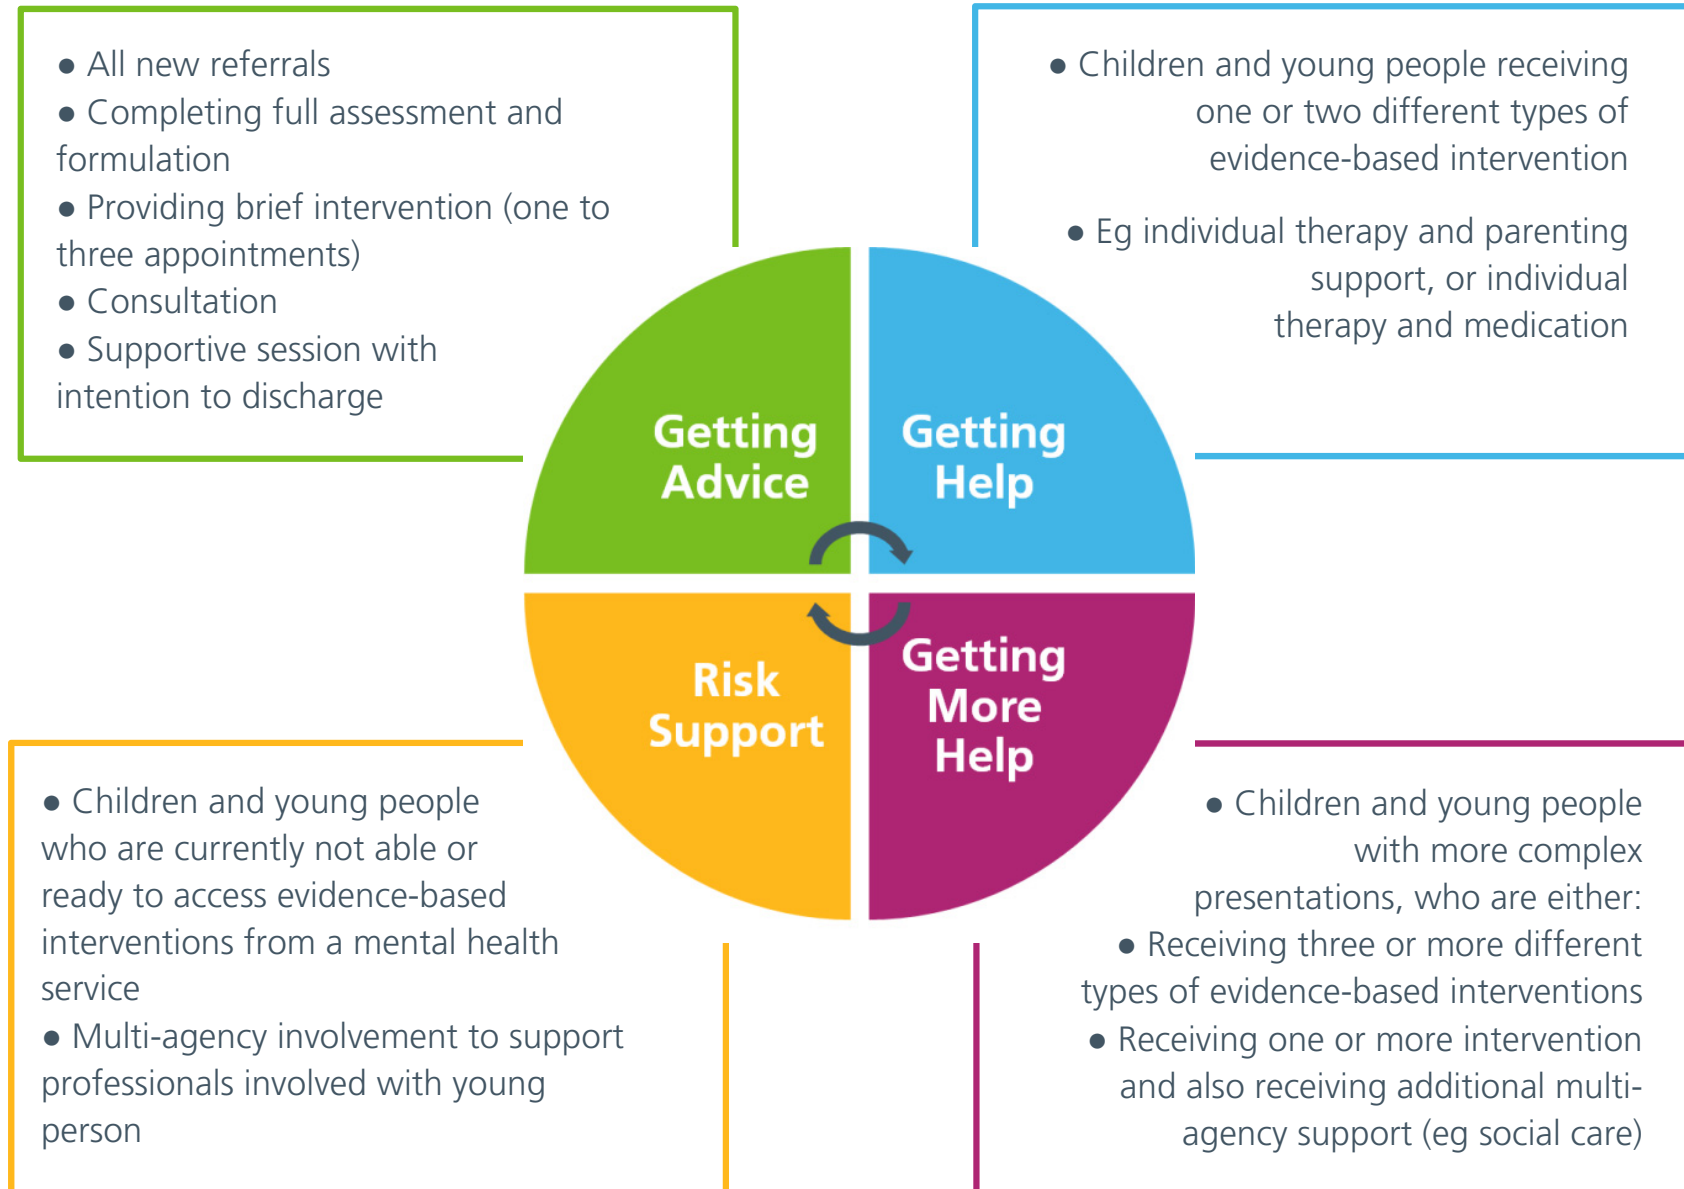 ● All new referrals
● Completing full assessment and
formulation
● Providing brief intervention (one to
three appointments)
● Consultation
● Supportive session with
intention to discharge
● Children and young people receiving
one or two different types of
evidence-based intervention
● Eg individual therapy and parenting
support, or individual
therapy and medication
Getting
Advice
Getting
Help
Risk
Support
Getting
More
Help
● Children and young people
who are currently not able or
ready to access evidence-based
interventions from a mental health
service
● Multi-agency involvement to support
professionals involved with young
person
● Children and young people
with more complex
presentations, who are either:
● Receiving three or more different
types of evidence-based interventions
● Receiving one or more intervention
and also receiving additional multi-
agency support (eg social care)